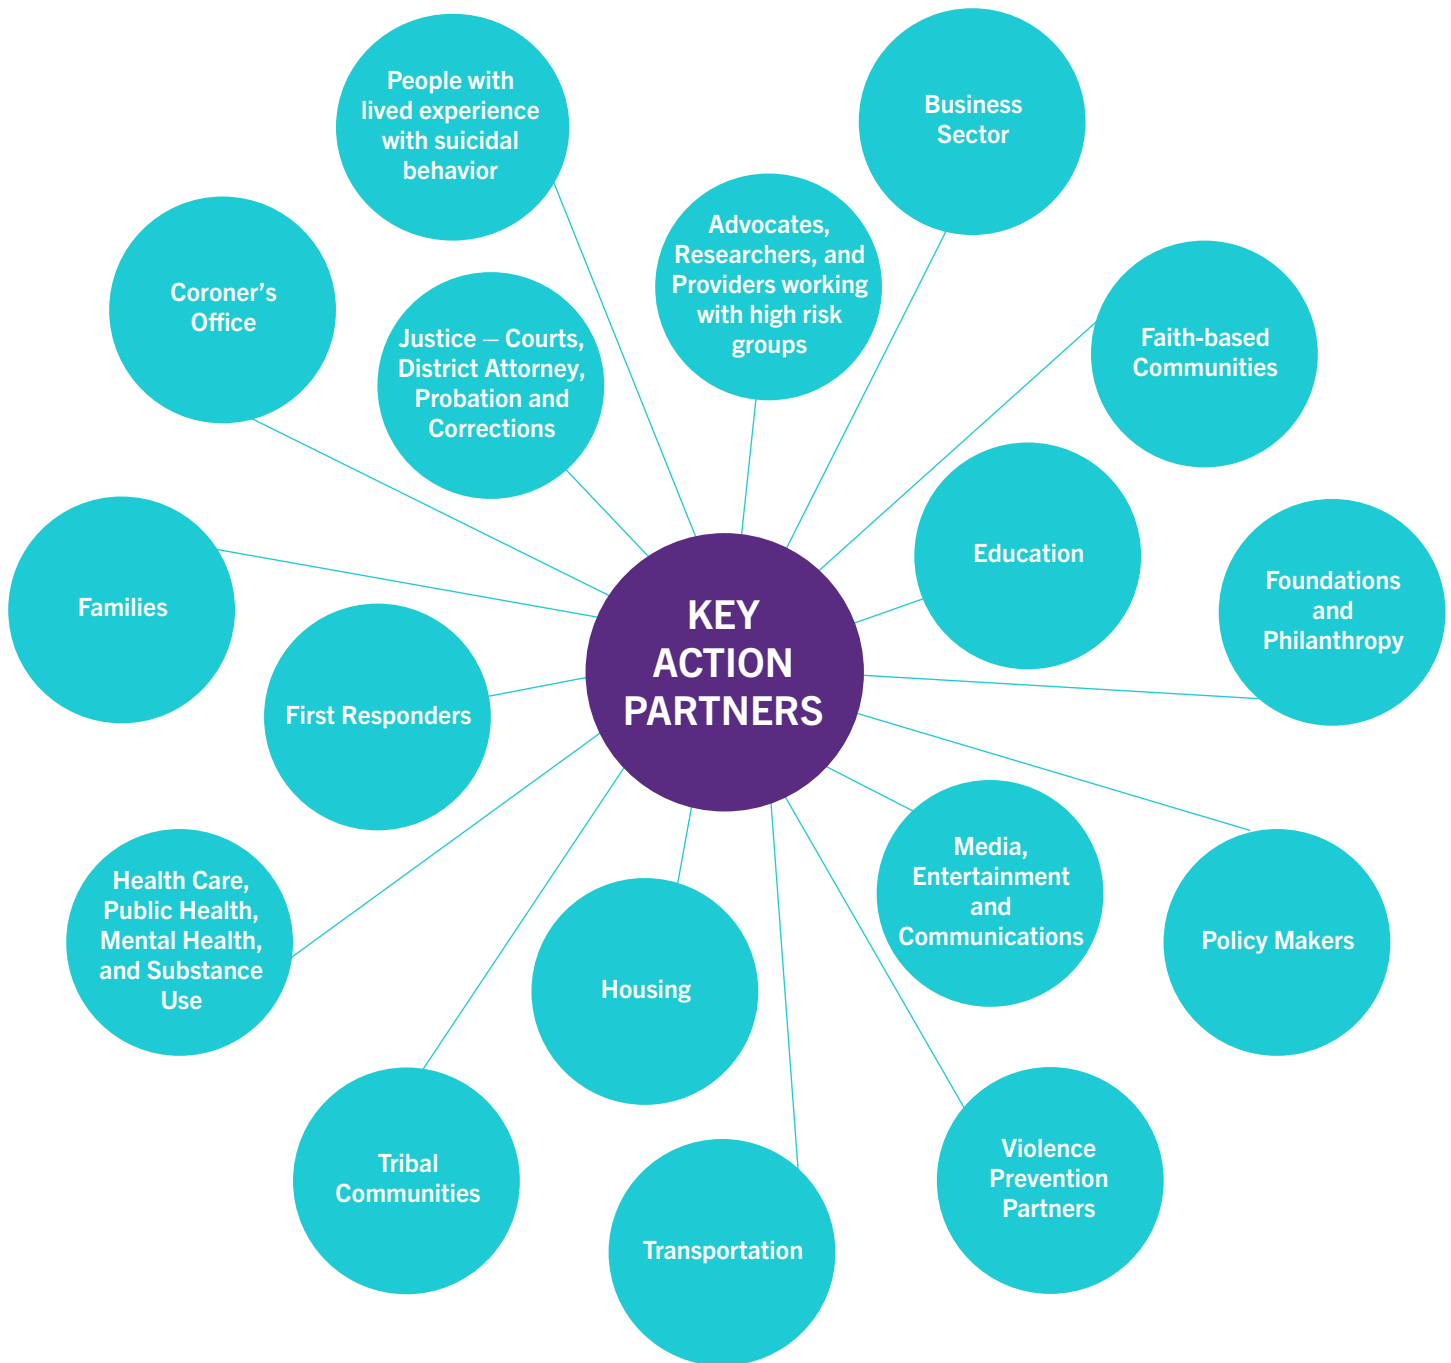 People with
lived experience
with suicidal
behavior
Business
Sector
Advocates,
Researchers, and
Providers working
with high risk
groups
Coroner’s
Office
Justice – Courts,
District Attorney,
Probation and
Corrections
Faith-based
Communities
Education
Foundations
and
Philanthropy
Families
KEY
ACTION
PARTNERS
First Responders
Media,
Entertainment
and
Communications
Policy Makers
Health Care,
Public Health,
Mental Health,
and Substance
Use
Housing
Tribal
Communities
Violence
Prevention
Partners
Transportation